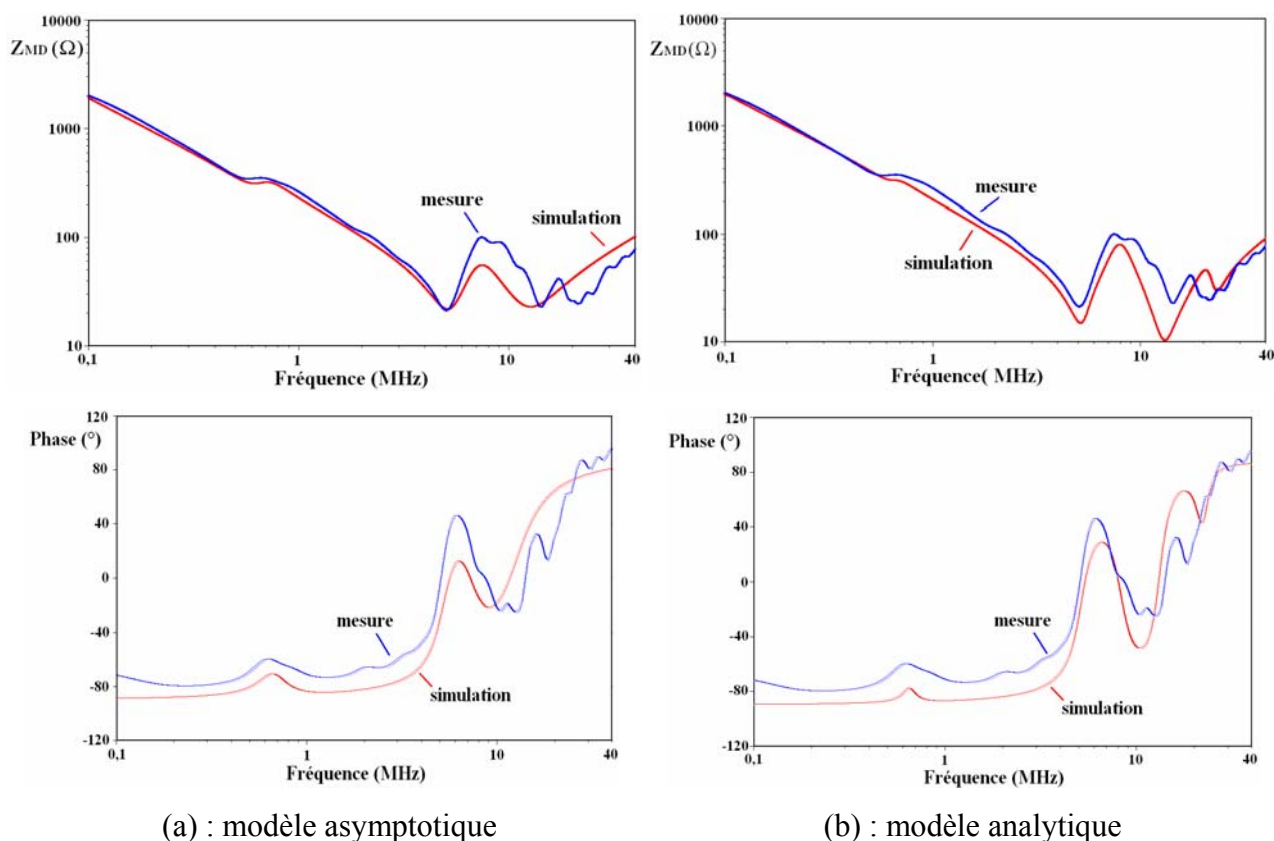 10000
ZMD (Ω)
1000
100
10
mesure
simulation
0,1
1
10
40
Fréquence (MHz)
10000
ZMD(Ω)
1000
100
10
mesure
simulation
0,1
1
10
40
Fréquence( MHz)
120
Phase (°)
80
40
0
-40
-80
-120
mesure
simulation
0,1
1
10
40
Fréquence (MHz)
120
Phase (°)
80
40
0
-40
-80
-120
mesure
simulation
0,1
1
10
40
Fréquence (MHz)
(a) : modèle asymptotique
(b) : modèle analytique